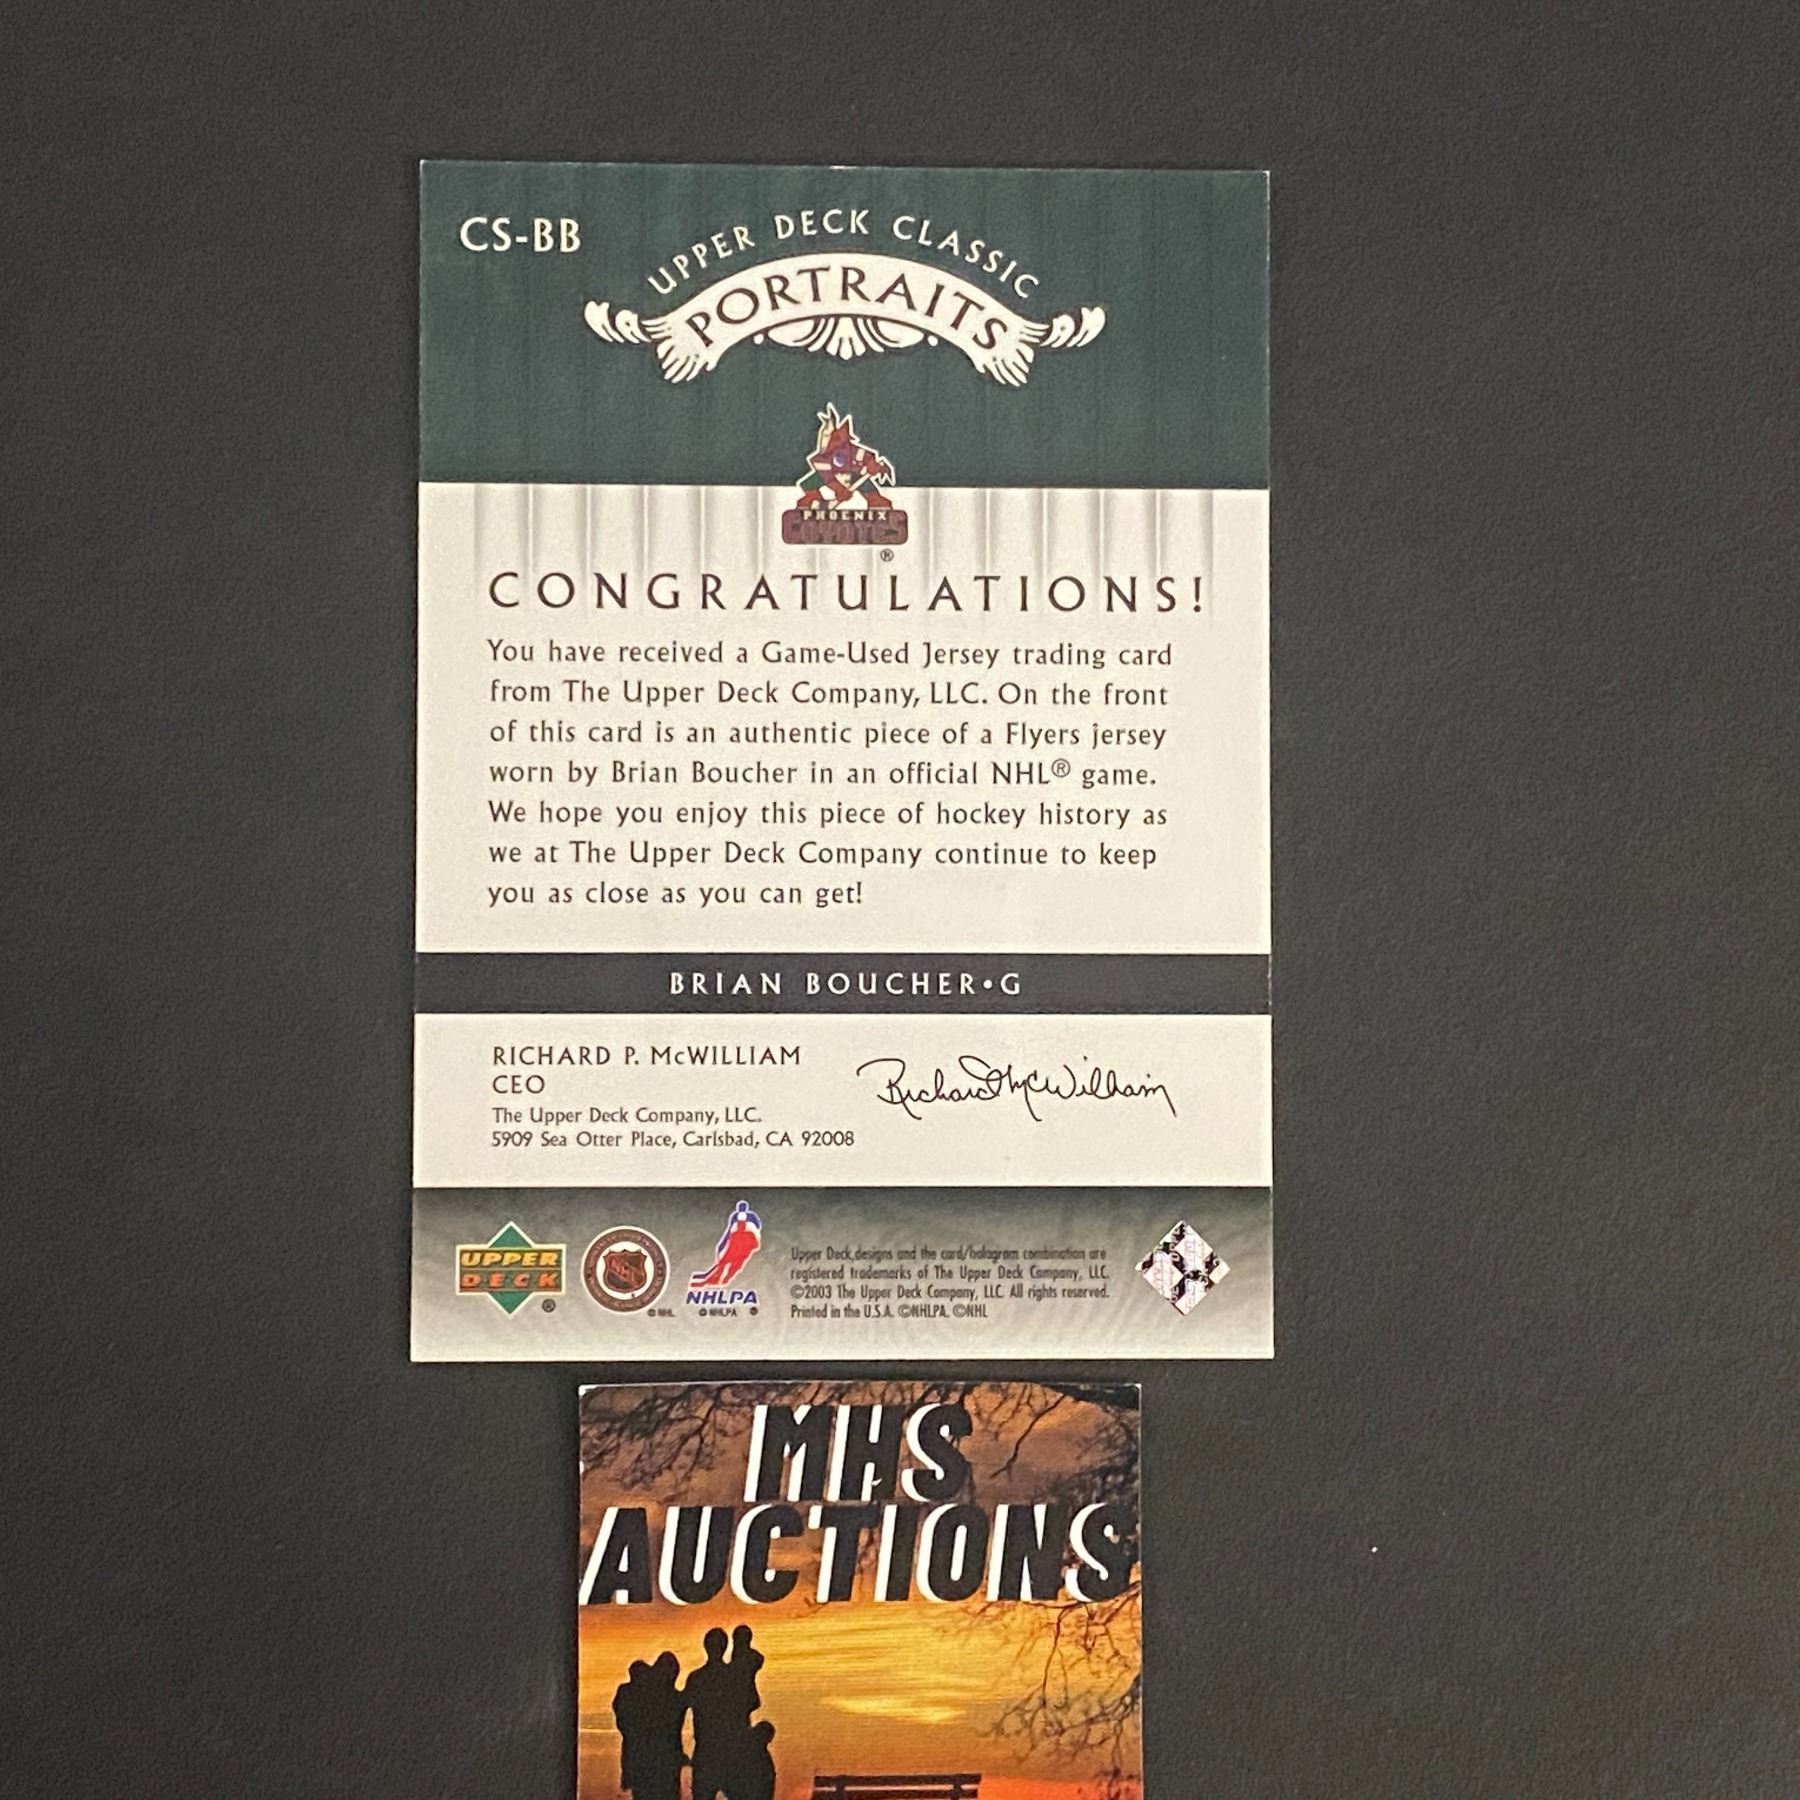 CS-BB
UPPER DECK CLASSIC
PORTRAITS
PHOENIX
COYOTES
®
CONGRATULATIONS!
You have received a Game-Used Jersey trading card
from The Upper Deck Company, LLC. On the front
of this card is an authentic piece of a Flyers jersey
worn by Brian Boucher in an official NHL® game.
We hope you enjoy this piece of hockey history as
we at The Upper Deck Company continue to keep
you as close as you can get!
BRIAN BOUCHER•G
RICHARD P. McWILLIAM
CEO
The Upper Deck Company, LLC.
5909 Sea Otter Place, Carlsbad, CA 92008
Richard McWilliam
UPPER
DECK
®
NHL
© NHL
NHLPA
© NHLPA ®
Upper Deck, designs and the card/hologram combination are
registered trademarks of The Upper Deck Company, LLC.
©2003 The Upper Deck Company, LLC. All rights reserved.
Printed in the U.S.A. ©NHLPA. ©NHL
MHS
AUCTIONS